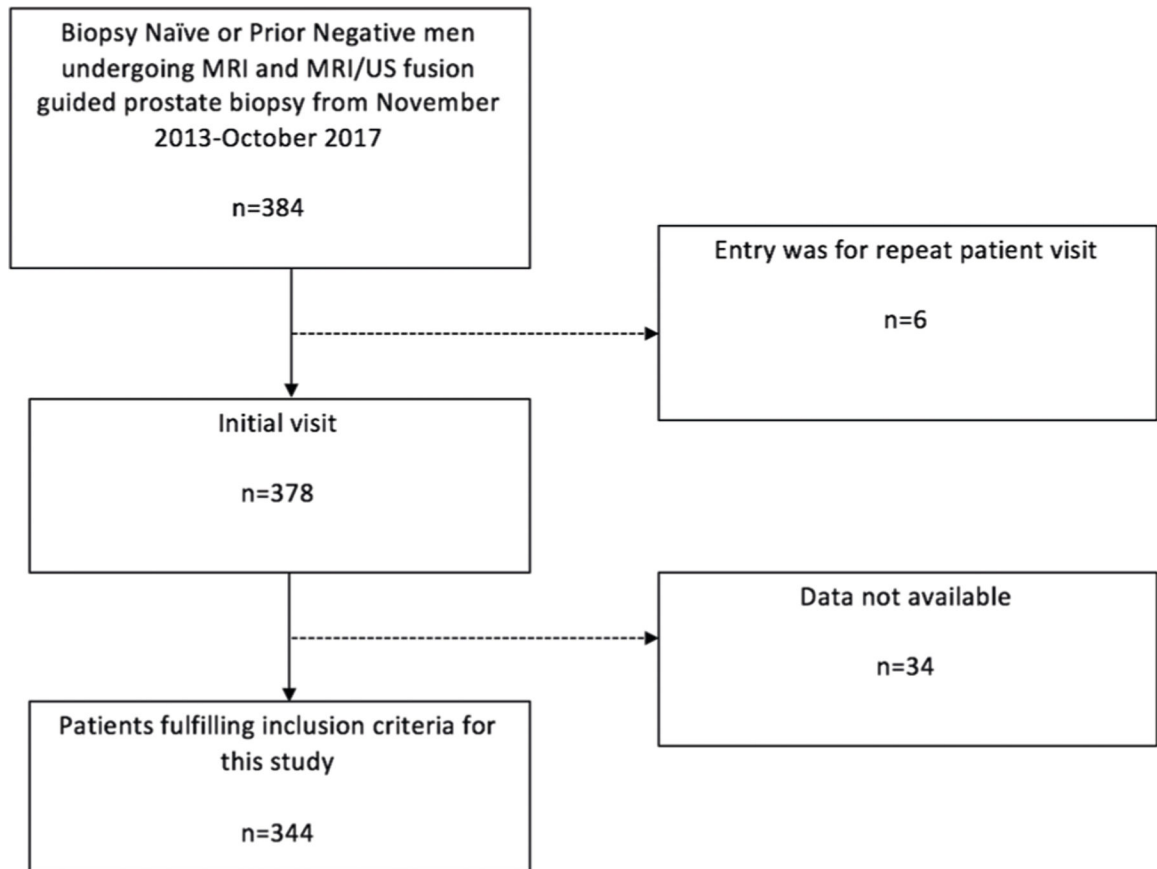 Biopsy Naïve or Prior Negative men
undergoing MRI and MRI/US fusion
guided prostate biopsy from November
2013-October 2017
n=384
Entry was for repeat patient visit
n=6
Initial visit
n=378
Data not available
n=34
Patients fulfilling inclusion criteria for
this study
n=344